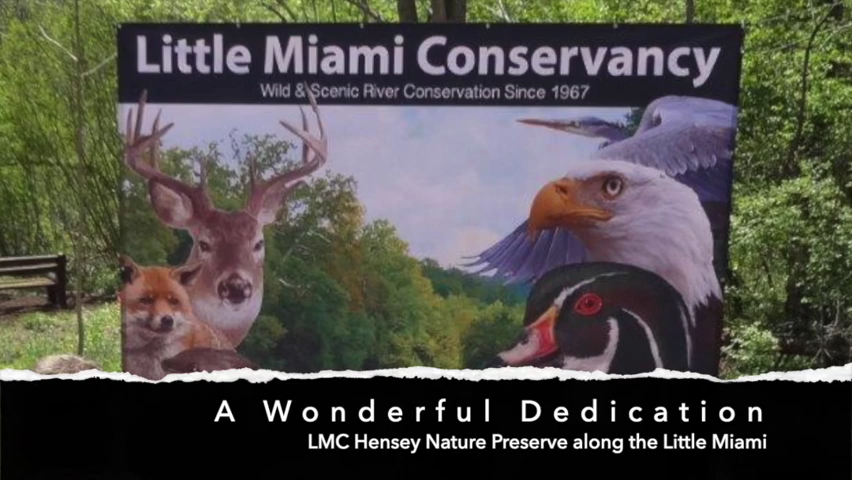 Little Miami Conservancy
Wild & Scenic River Conservation Since 1967
A Wonderful Dedication
LMC Hensey Nature Preserve along the Little Miami